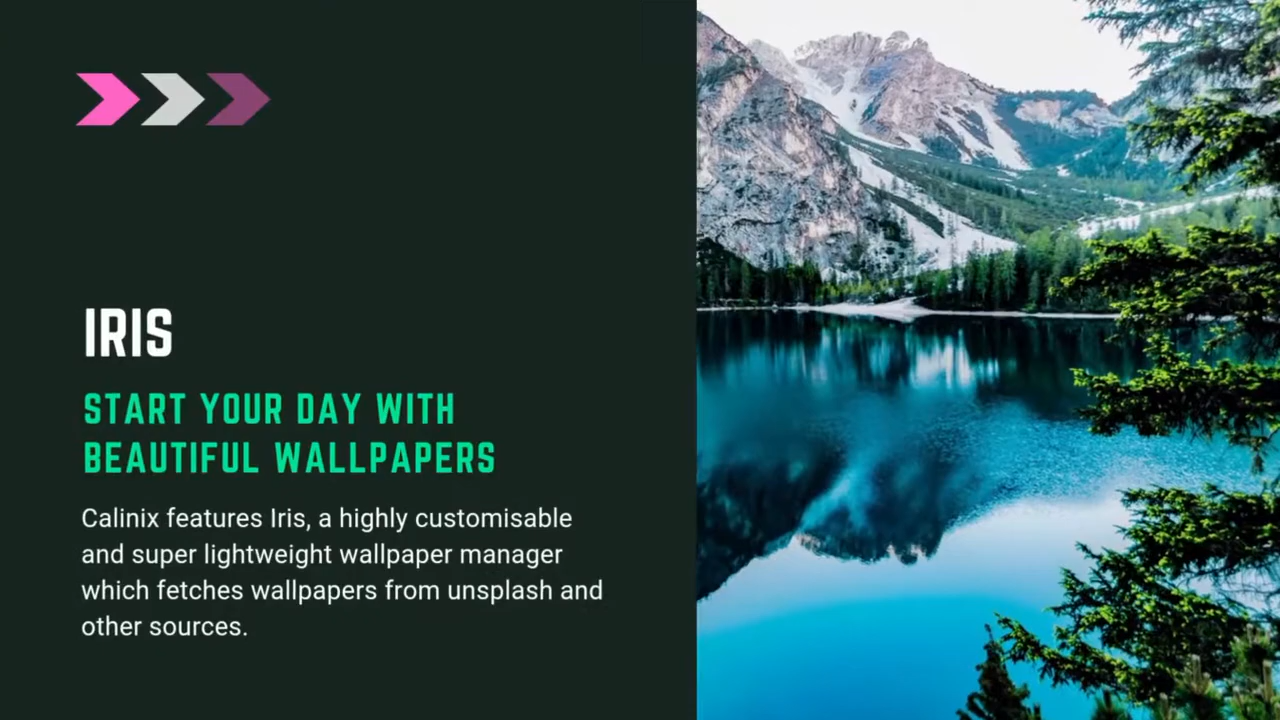 IRIS
START YOUR DAY WITH
BEAUTIFUL WALLPAPERS
Calinix features Iris, a highly customisable
and super lightweight wallpaper manager
which fetches wallpapers from unsplash and
other sources.